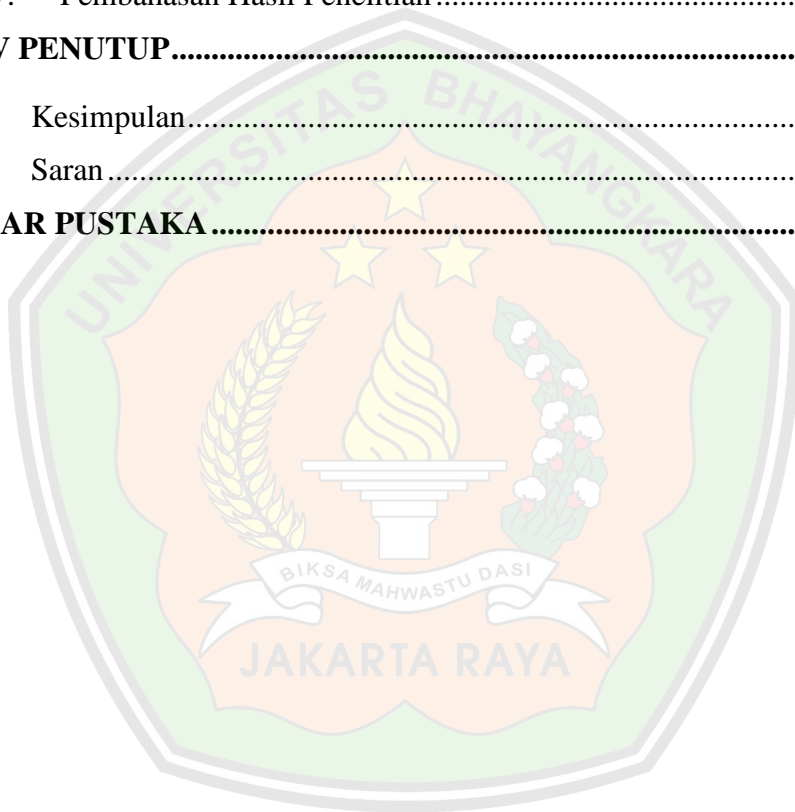 Pembahasan Hasil Penelitian ....................................................
V PENUTUP..............................................................................
Kesimpulan............................................................................
Saran......................................................................................
AR PUSTAKA.........................................................................
UNIVERSITAS BHAYANGKARA
BIKSA MAHWASTU DASI
JAKARTA RAYA